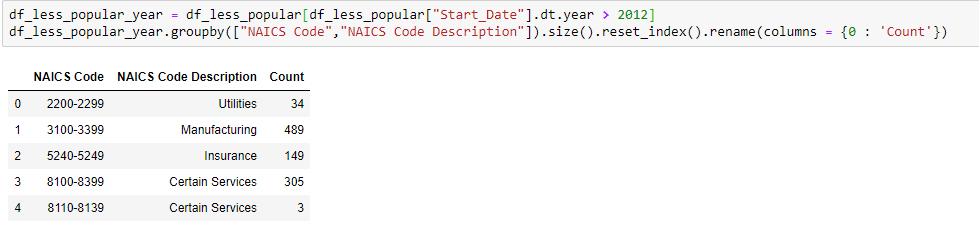 df_less_popular_year = df_less_popular[df_less_popular["Start_Date"].dt.year > 2012]
df_less_popular_year.groupby(["NAICS Code","NAICS Code Description"]).size().reset_index().rename(columns = {0 : 'Count'})
NAICS Code NAICS Code Description Count
0 2200-2299 Utilities 34
1 3100-3399 Manufacturing 489
2 5240-5249 Insurance 149
3 8100-8399 Certain Services 305
4 8110-8139 Certain Services 3